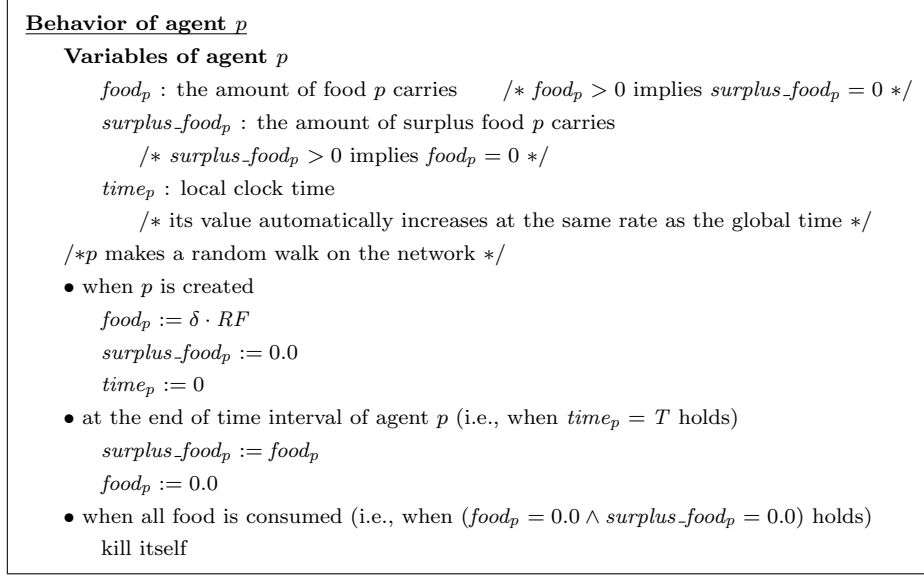 Behavior of agent p
Variables of agent p
food_p : the amount of food p carries /∗ food_p > 0 implies surplus_food_p = 0 ∗/
surplus_food_p : the amount of surplus food p carries
/∗ surplus_food_p > 0 implies food_p = 0 ∗/
time_p : local clock time
/∗ its value automatically increases at the same rate as the global time ∗/
/∗p makes a random walk on the network ∗/
• when p is created
food_p := δ · RF
surplus_food_p := 0.0
time_p := 0
• at the end of time interval of agent p (i.e., when time_p = T holds)
surplus_food_p := food_p
food_p := 0.0
• when all food is consumed (i.e., when (food_p = 0.0 ∧ surplus_food_p = 0.0) holds)
kill itself